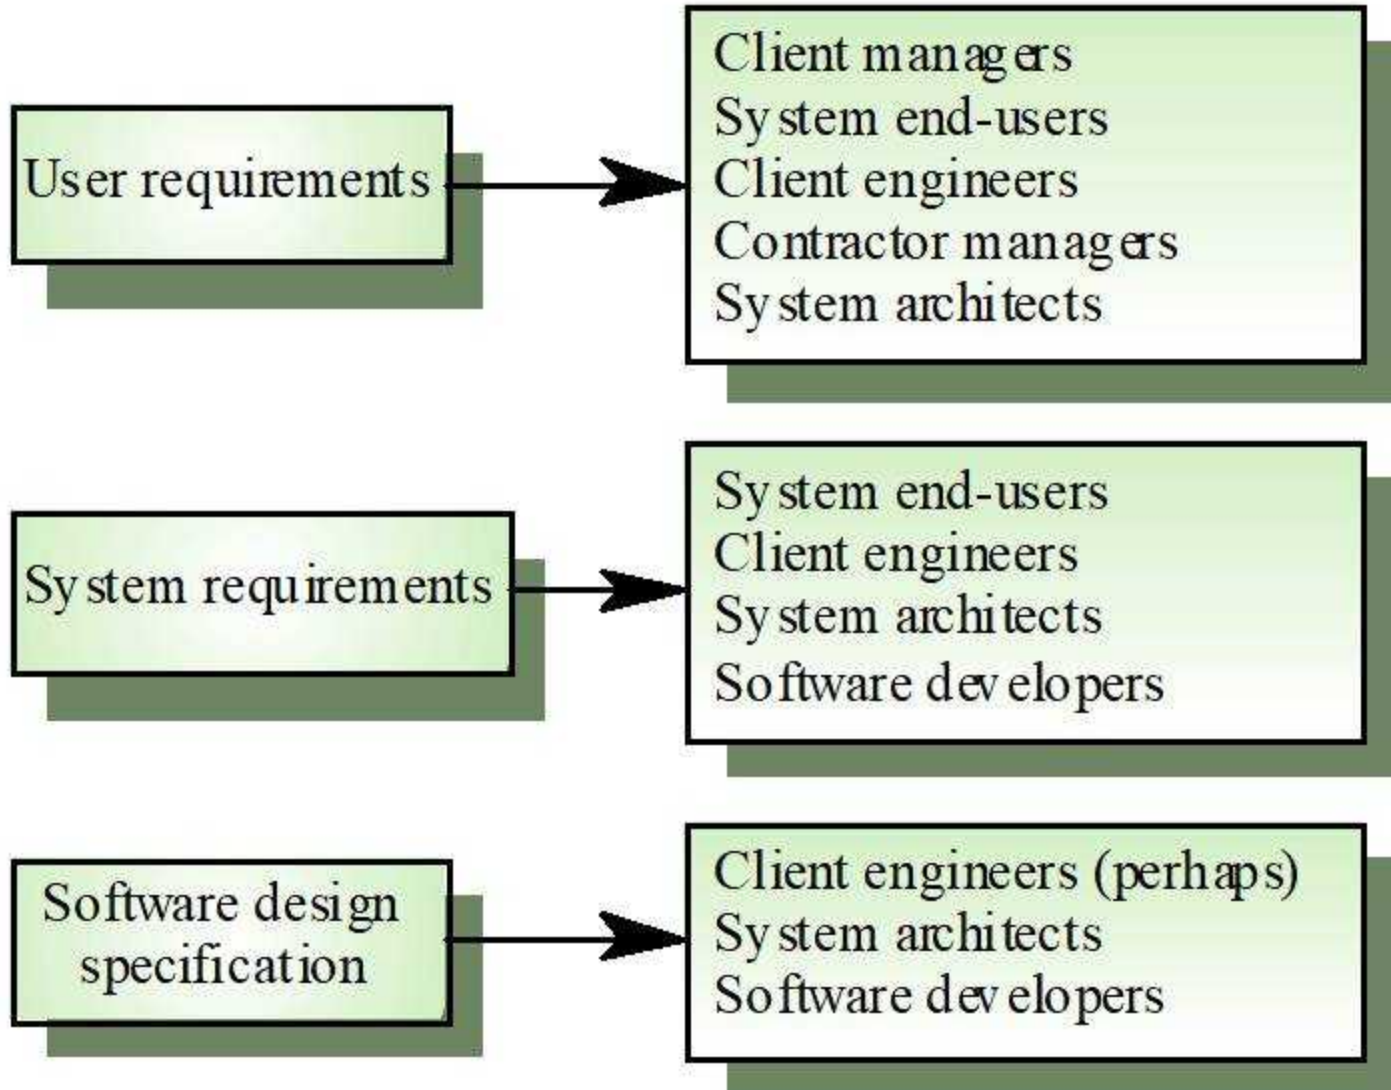 User requirements
Client managers
System end-users
Client engineers
Contractor managers
System architects
System requirements
System end-users
Client engineers
System architects
Software developers
Software design
specification
Client engineers (perhaps)
System architects
Software developers